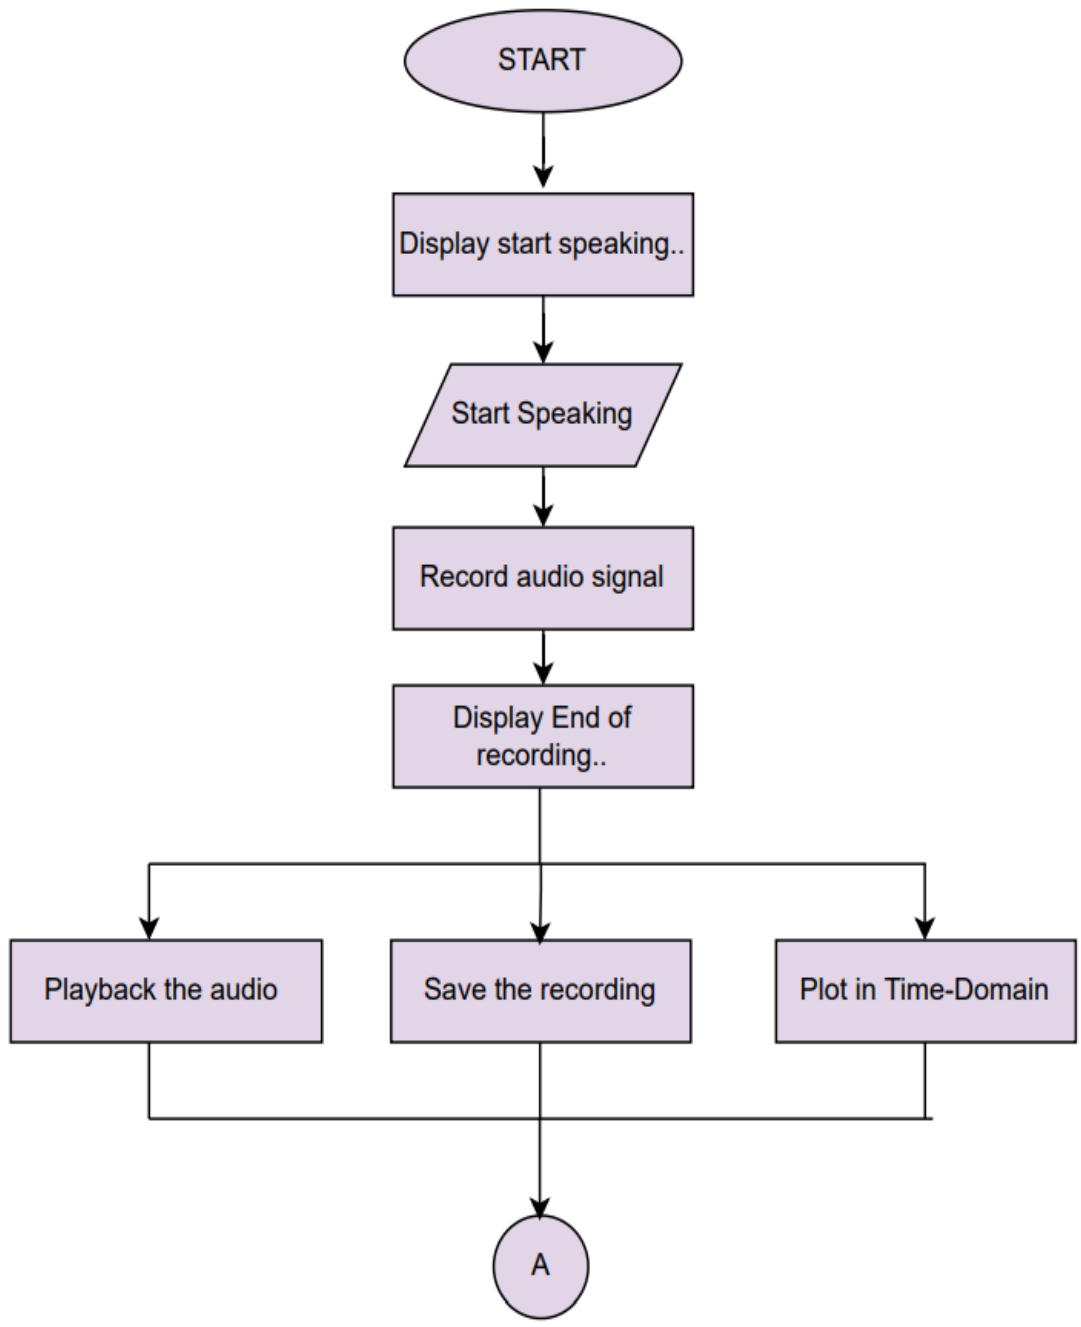 START
Display start speaking..
Start Speaking
Record audio signal
Display End of
recording..
Playback the audio
Save the recording
Plot in Time-Domain
A